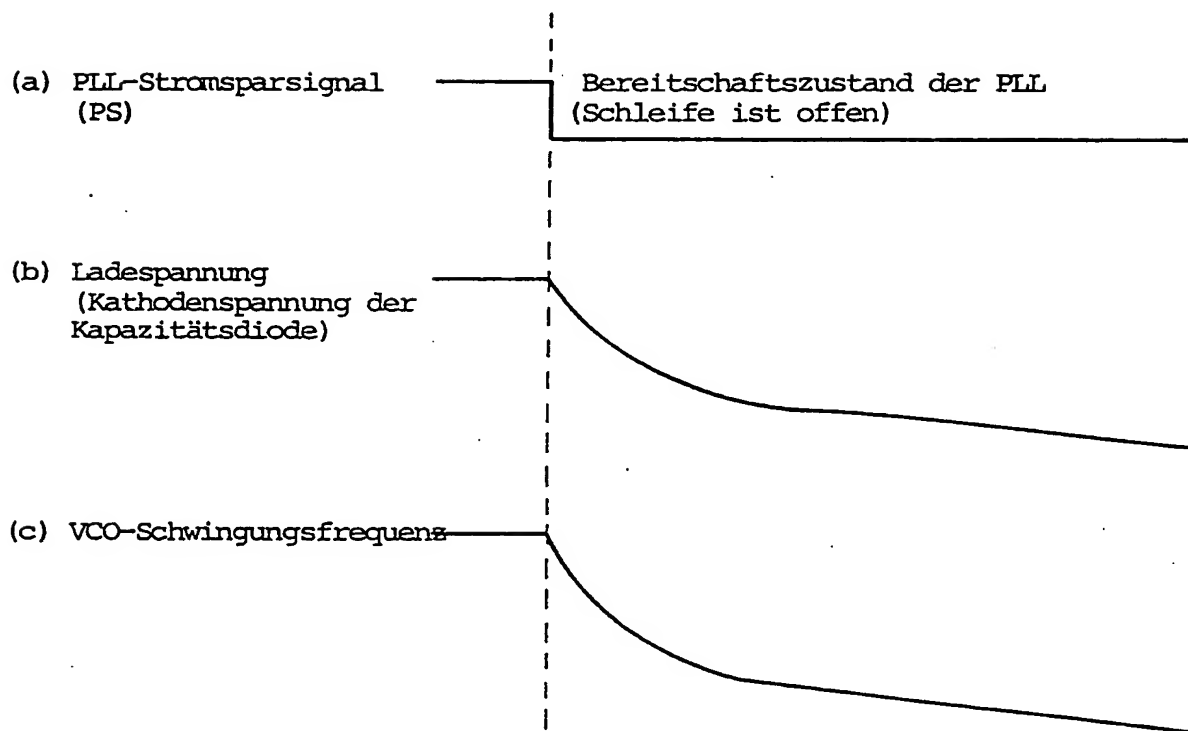 (a) PLL-Stromsparsignal
(PS)
Bereitschaftszustand der PLL
(Schleife ist offen)
(b) Ladespannung
(Kathodenspannung der
Kapazitätsdiode)
(c) VCO-Schwingungsfrequenz